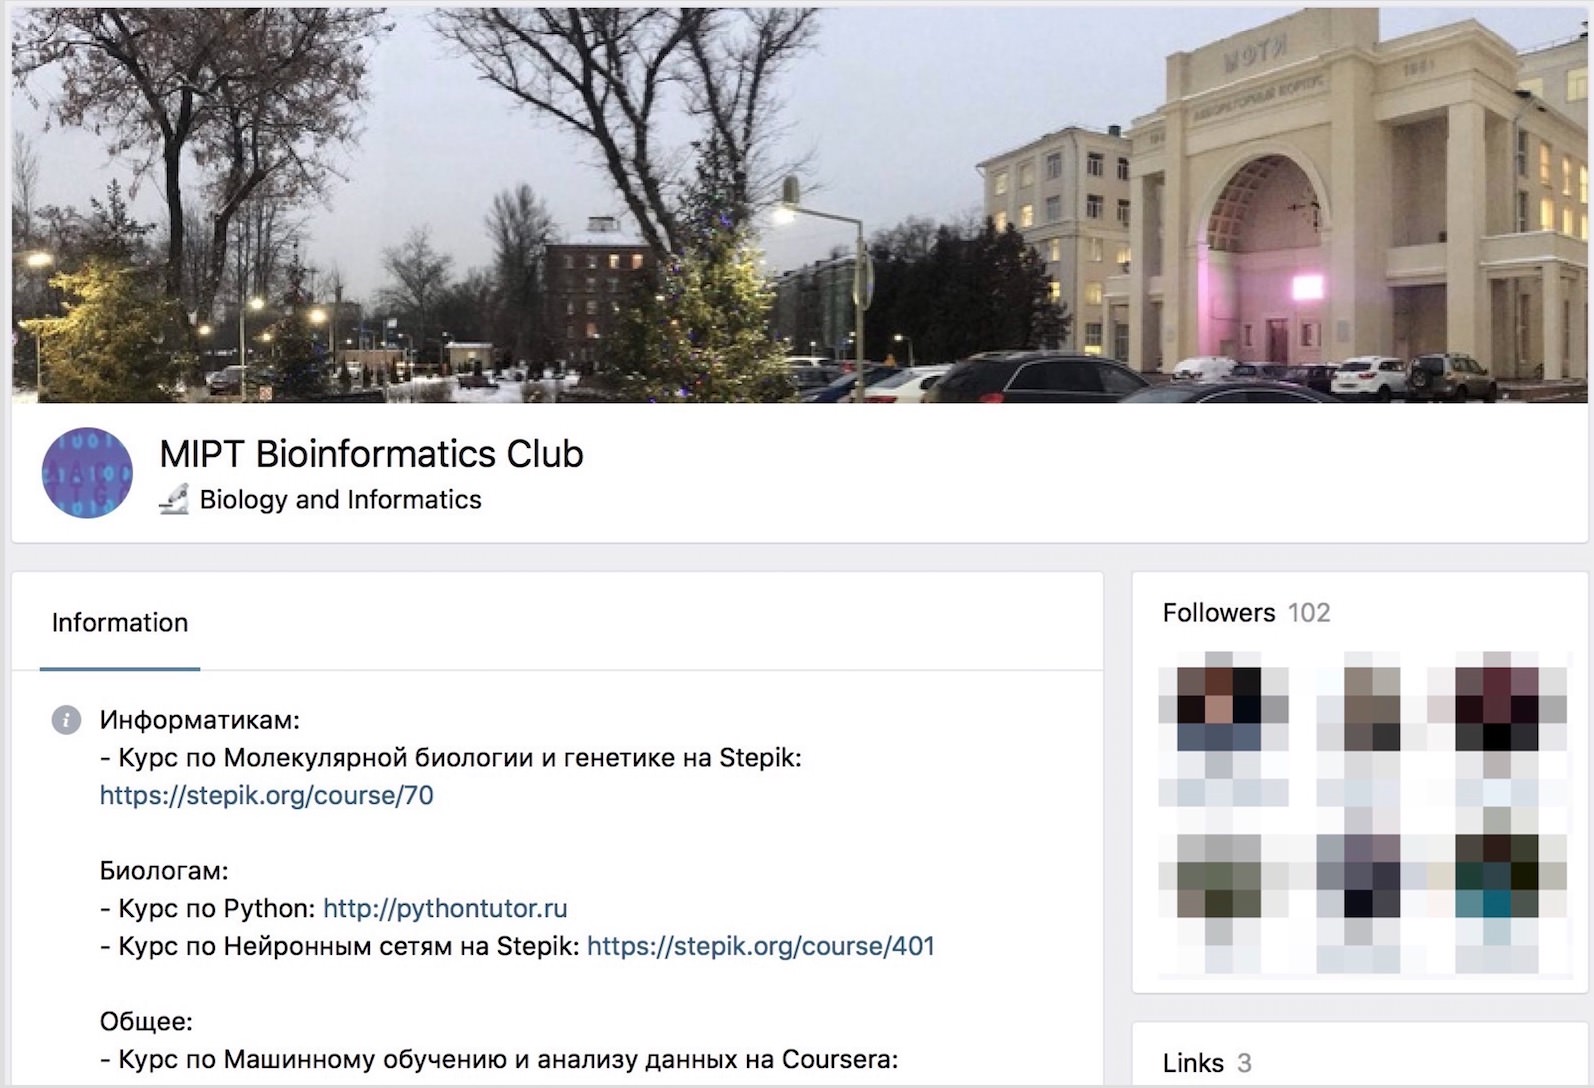 МФТИ
ЛАБОРАТОРНЫЙ КОРПУС
MIPT Bioinformatics Club
Biology and Informatics
Information
Информатикам:
- Курс по Молекулярной биологии и генетике на Stepik:
https://stepik.org/course/70
Биологам:
- Курс по Python: http://pythontutor.ru
- Курс по Нейронным сетям на Stepik: https://stepik.org/course/401
Общее:
- Курс по Машинному обучению и анализу данных на Coursera:
Followers 102
Links 3